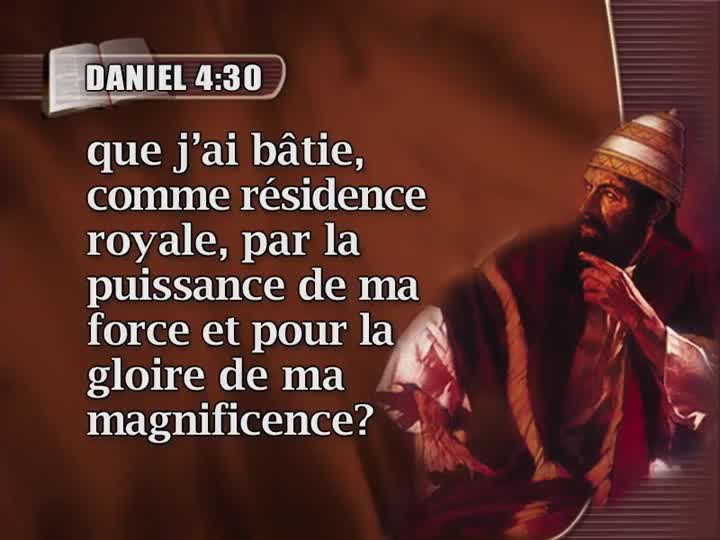 DANIEL 4:30
que j’ai bâtie,
comme résidence
royale, par la
puissance de ma
force et pour la
gloire de ma
magnificence?